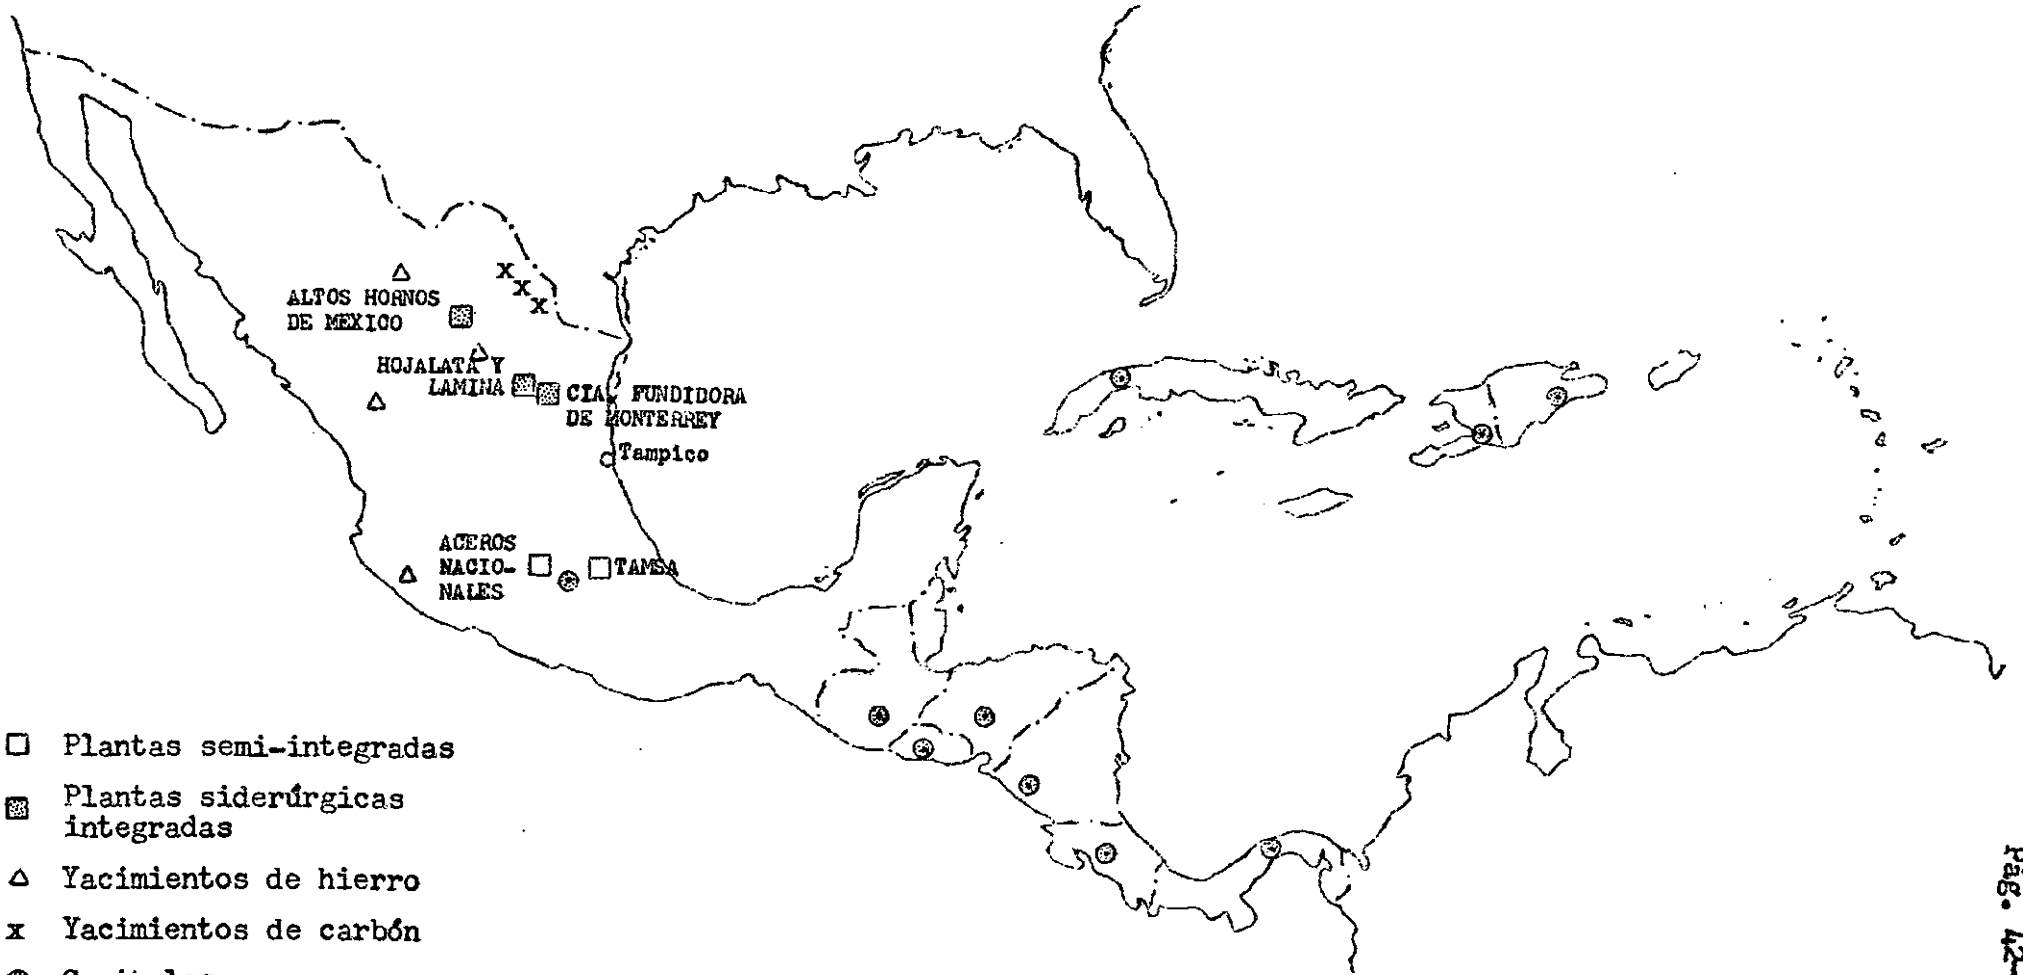 ALTOS HORNOS
DE MEXICO
HOJALATA Y
LAMINA
CIA. FUNDIDORA
DE MONTERREY
Tampico
ACEROS
NACIO-
NALES
TAMSA
Plantas semi-integradas
Plantas siderúrgicas
integradas
Yacimientos de hierro
x Yacimientos de carbón
Pág. 42-